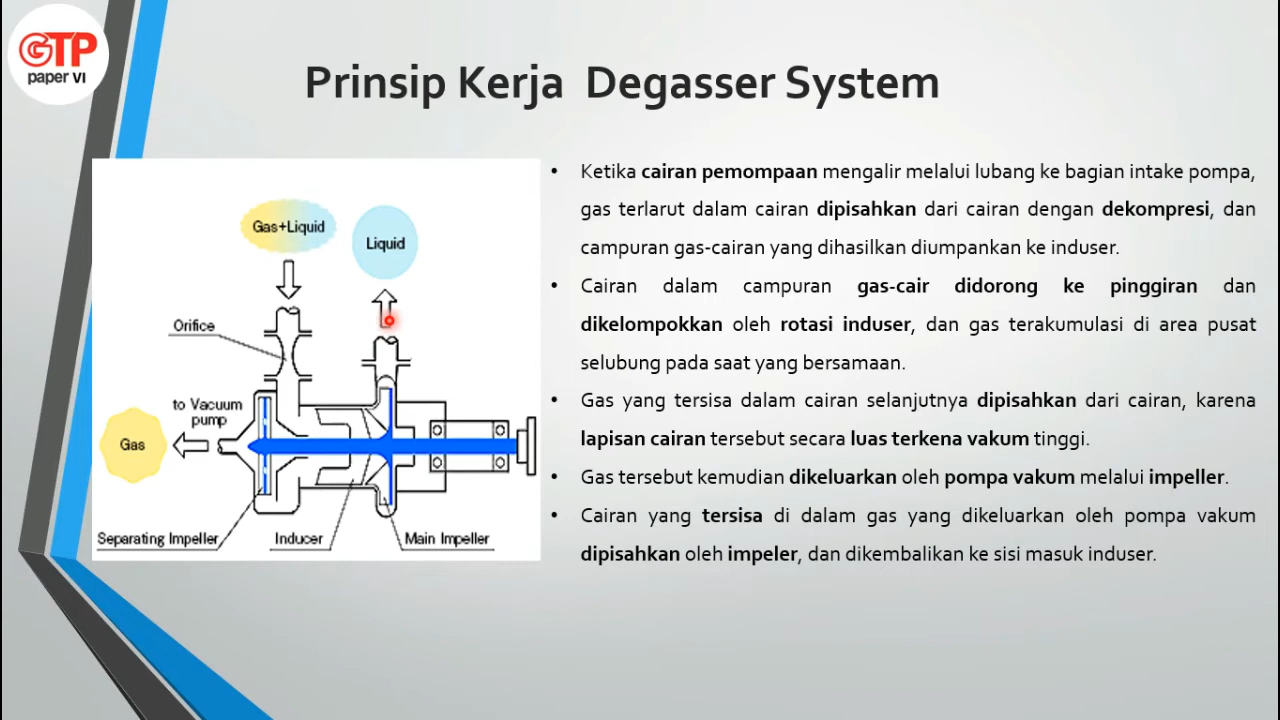 GTP
paper VI
Prinsip Kerja Degasser System
Gas+Liquid
Liquid
Orifice
to Vacuum
pump
Gas
Separating Impeller
Inducer
Main Impeller
• Ketika cairan pemompaan mengalir melalui lubang ke bagian intake pompa,
gas terlarut dalam cairan dipisahkan dari cairan dengan dekompresi, dan
campuran gas-cairan yang dihasilkan diumpankan ke induser.
• Cairan dalam campuran gas-cair didorong ke pinggiran dan
dikelompokkan oleh rotasi induser, dan gas terakumulasi di area pusat
selubung pada saat yang bersamaan.
• Gas yang tersisa dalam cairan selanjutnya dipisahkan dari cairan, karena
lapisan cairan tersebut secara luas terkena vakum tinggi.
• Gas tersebut kemudian dikeluarkan oleh pompa vakum melalui impeller.
• Cairan yang tersisa di dalam gas yang dikeluarkan oleh pompa vakum
dipisahkan oleh impeler, dan dikembalikan ke sisi masuk induser.